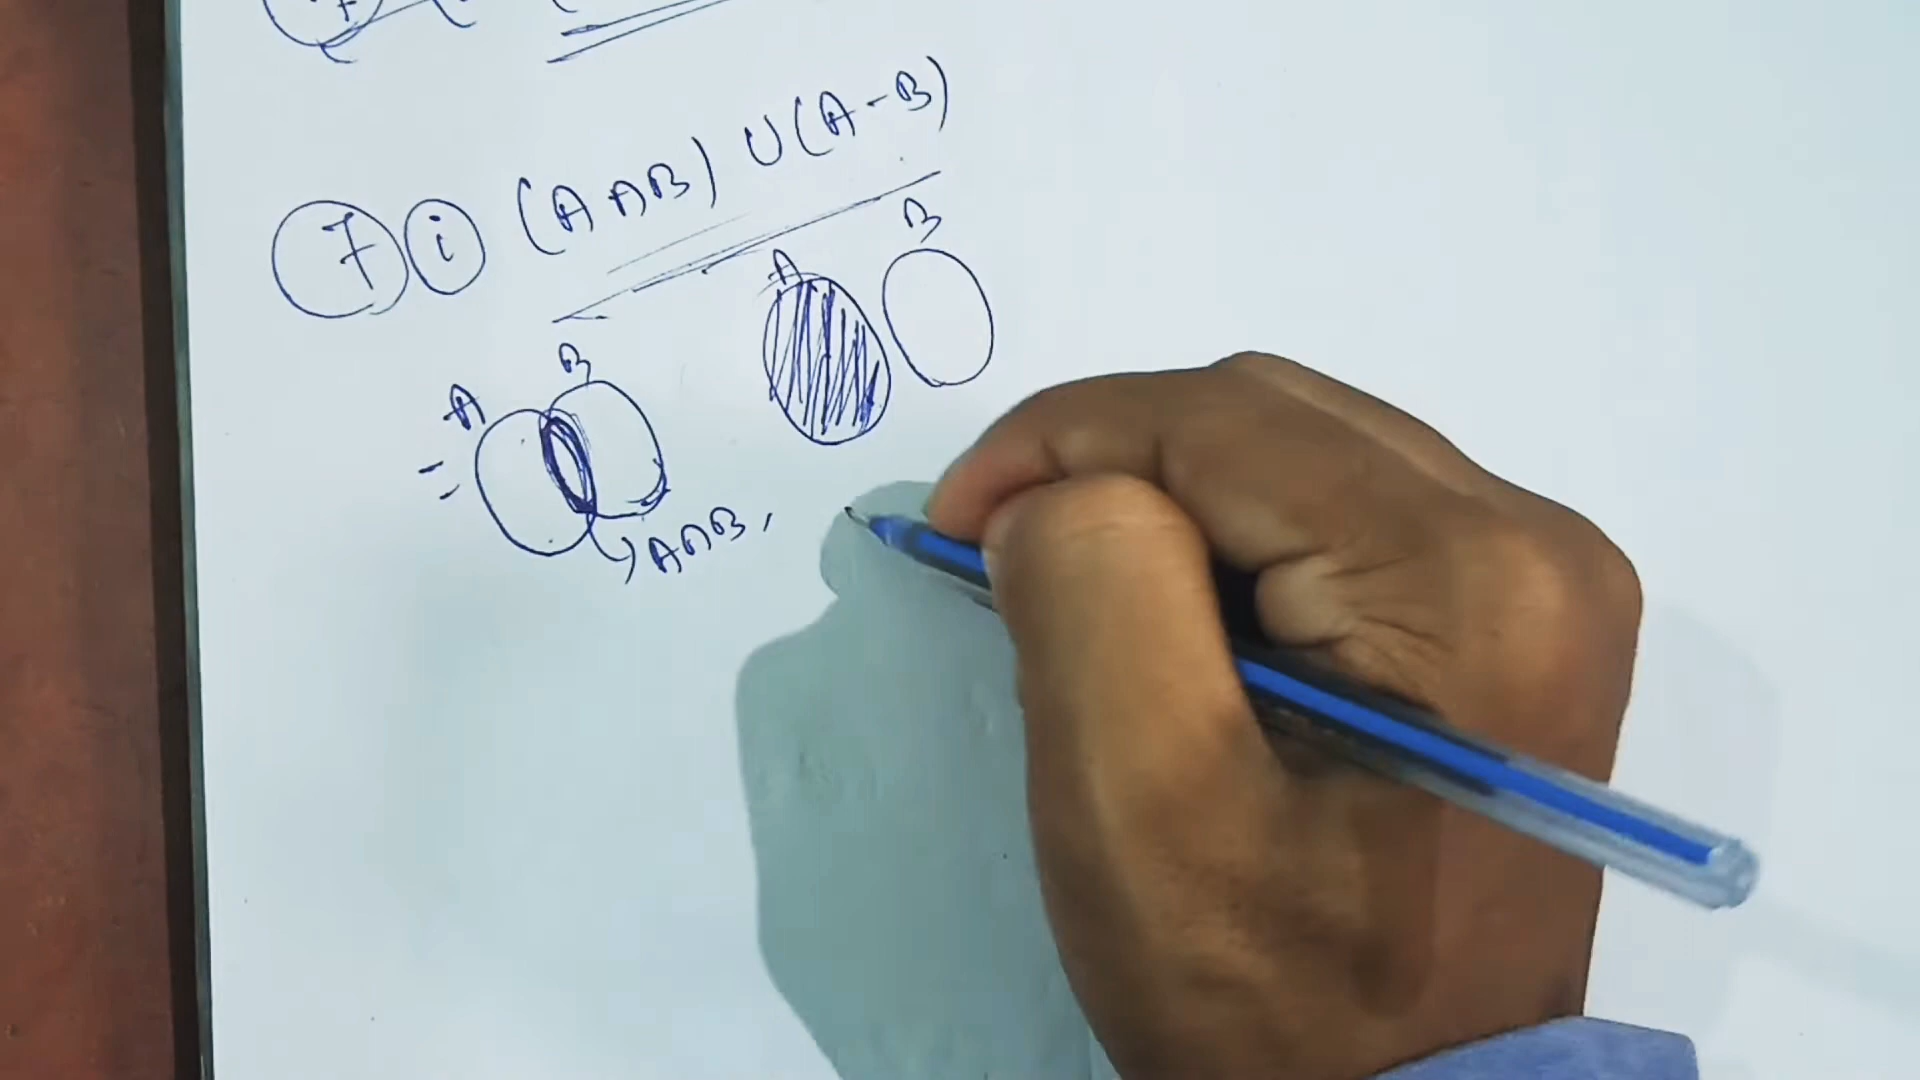 7 i (A∩B) U(A-B)
A B
A B
=
A∩B,